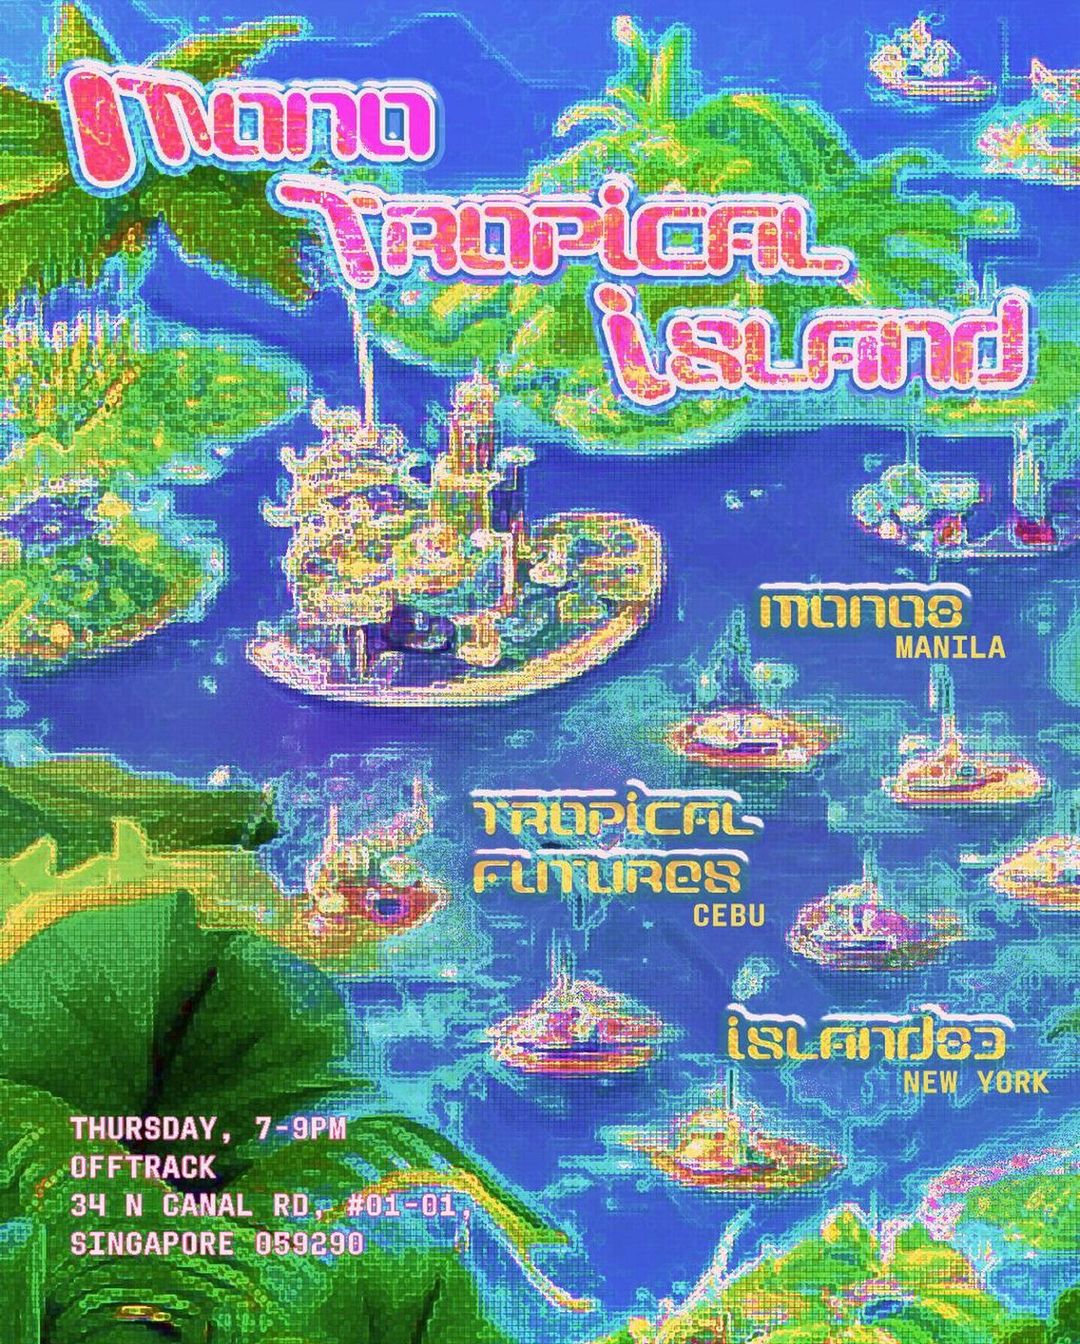 Mono
Tropical
island
mono8
MANILA
TROPiCAL
FUTURES
CEBU
iSLAND83
NEW YORK
THURSDAY, 7-9PM
OFFTRACK
34 N CANAL RD, #01-01,
SINGAPORE 059290